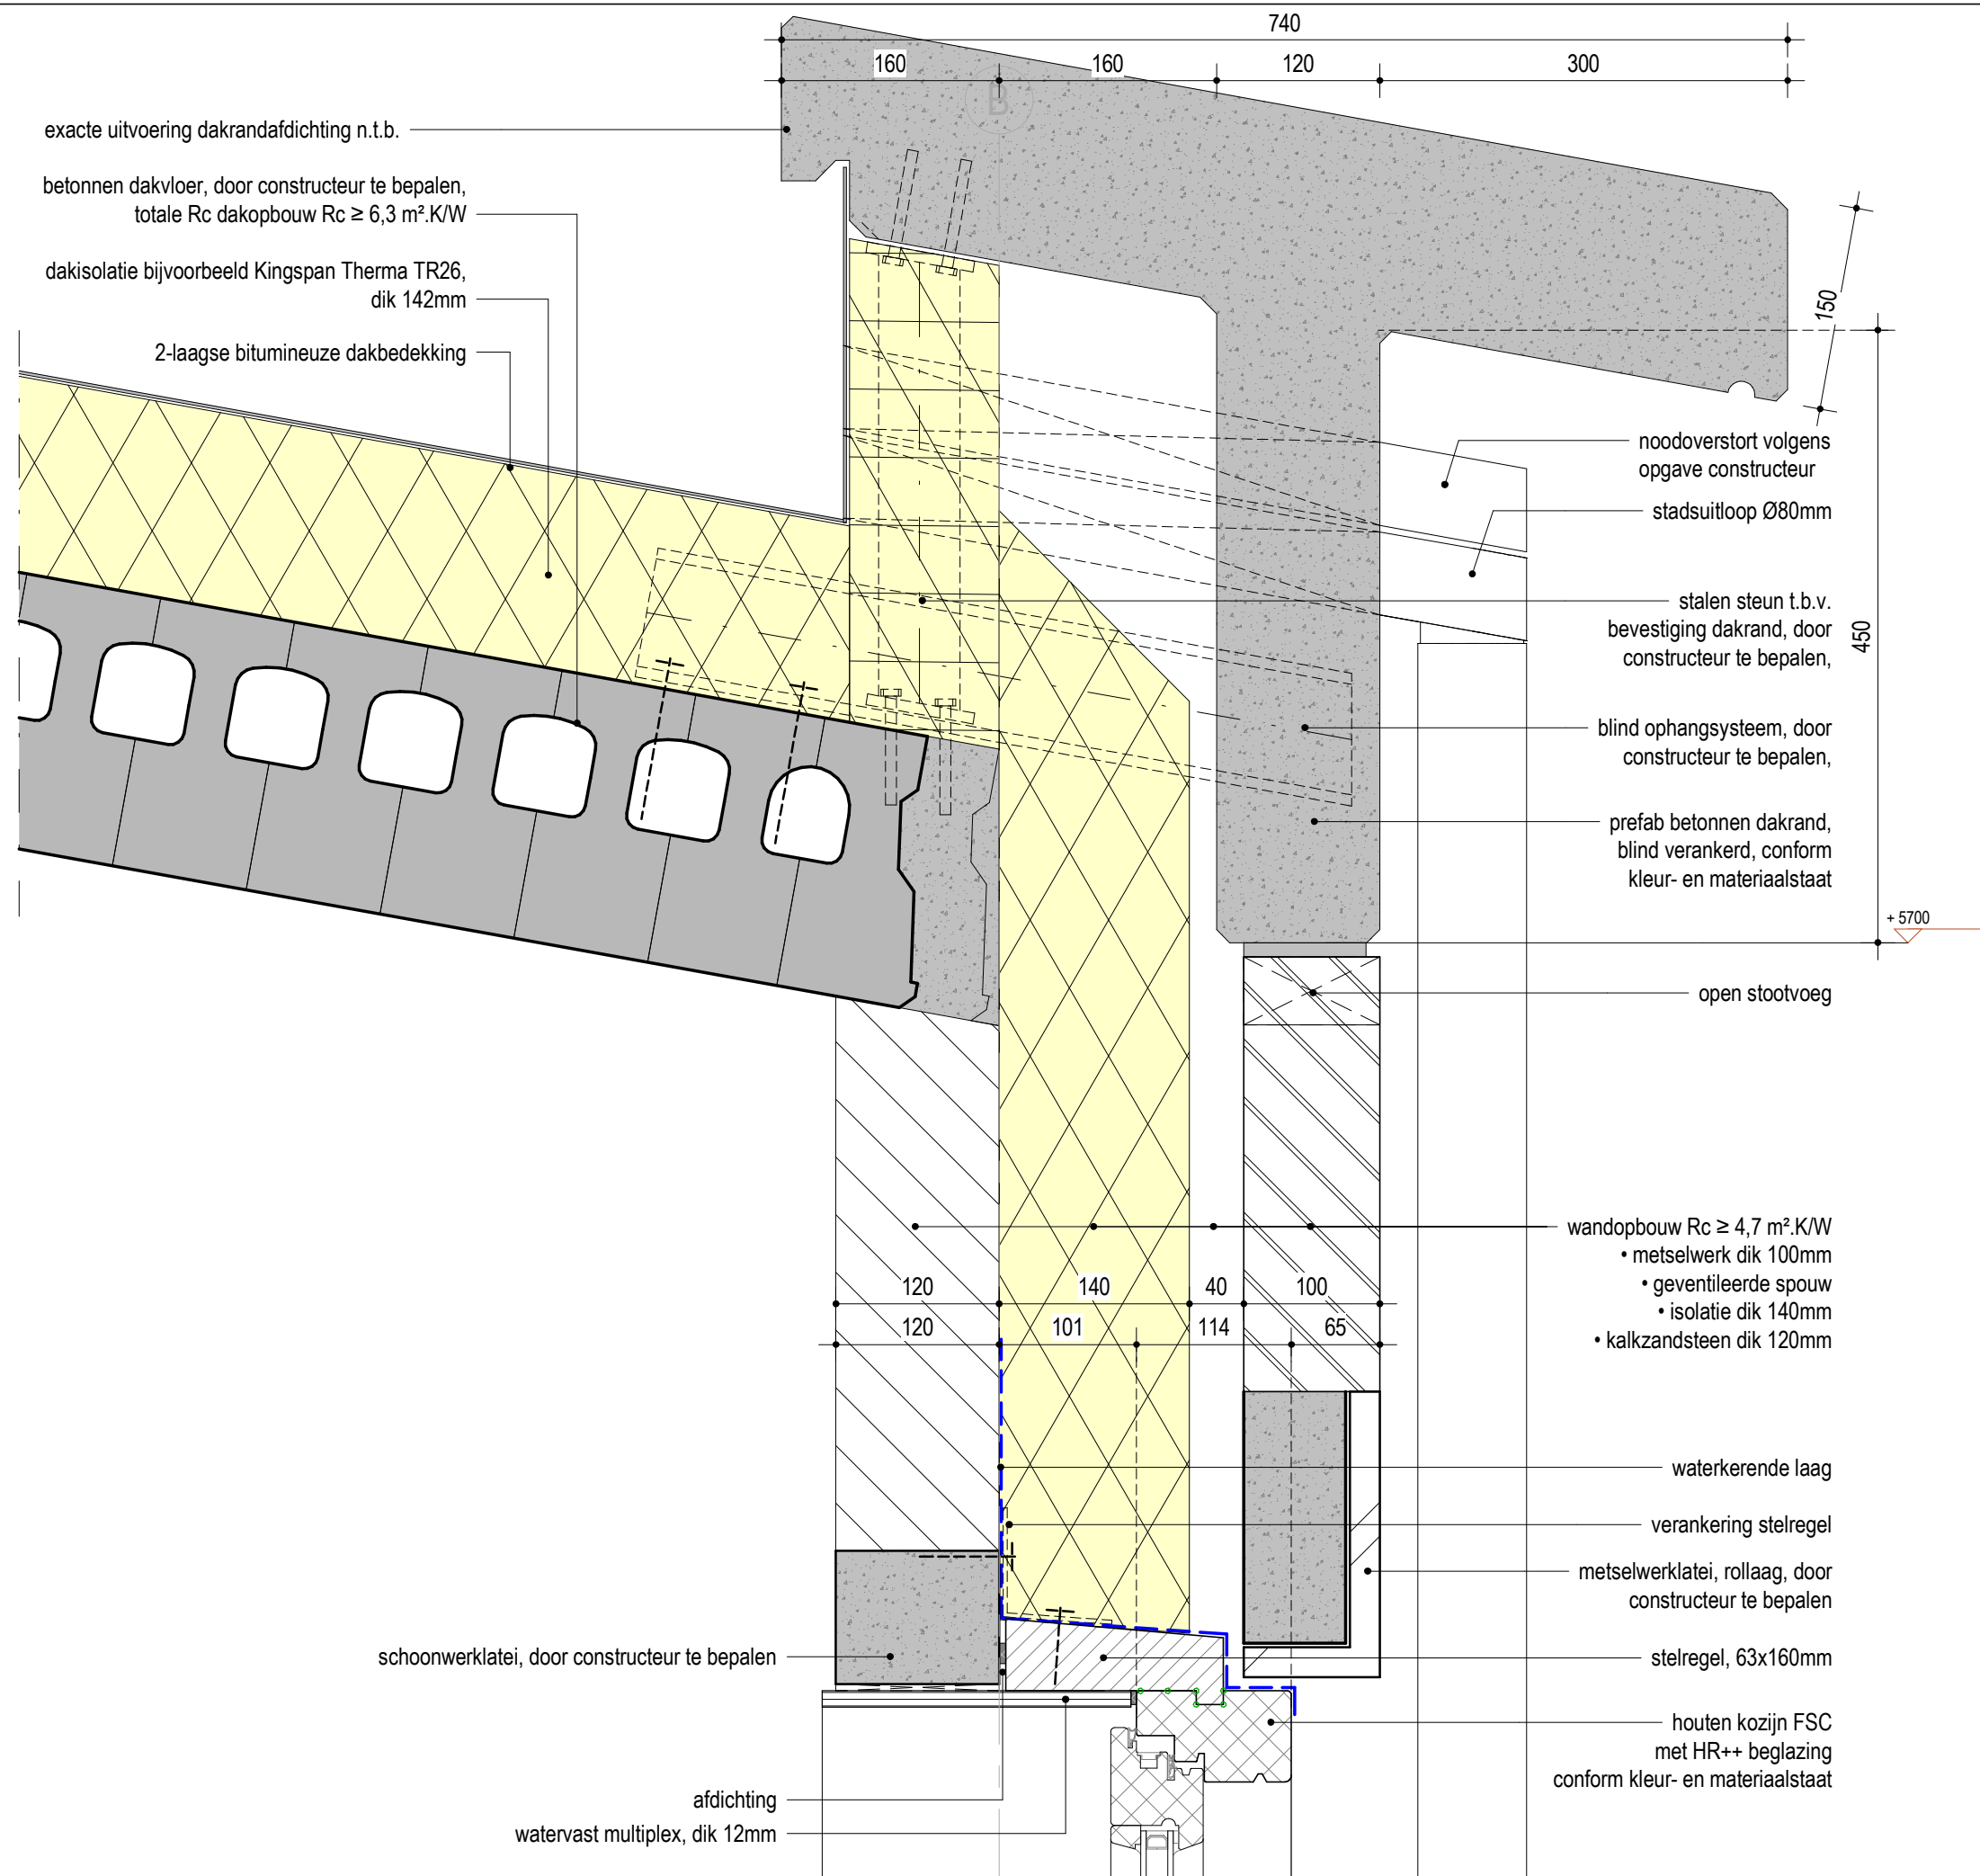 740
160
160
120
300
B
exacte uitvoering dakrandafdichting n.t.b.
betonnen dakvloer, door constructeur te bepalen,
totale Rc dakopbouw Rc ≥ 6,3 m².K/W
dakisolatie bijvoorbeeld Kingspan Therma TR26,
dik 142mm
2-laagse bitumineuze dakbedekking
150
noodoverstort volgens
opgave constructeur
stadsuitloop Ø80mm
stalen steun t.b.v.
bevestiging dakrand, door
constructeur te bepalen,
450
blind ophangsysteem, door
constructeur te bepalen,
prefab betonnen dakrand,
blind verankerd, conform
kleur- en materiaalstaat
+ 5700
open stootvoeg
wandopbouw Rc ≥ 4,7 m².K/W
• metselwerk dik 100mm
• geventileerde spouw
• isolatie dik 140mm
• kalkzandsteen dik 120mm
120
140
40
100
120
101
114
65
waterkerende laag
verankering stelregel
metselwerklatei, rollaag, door
constructeur te bepalen
schoonwerklatei, door constructeur te bepalen
stelregel, 63x160mm
houten kozijn FSC
met HR++ beglazing
conform kleur- en materiaalstaat
afdichting
watervast multiplex, dik 12mm